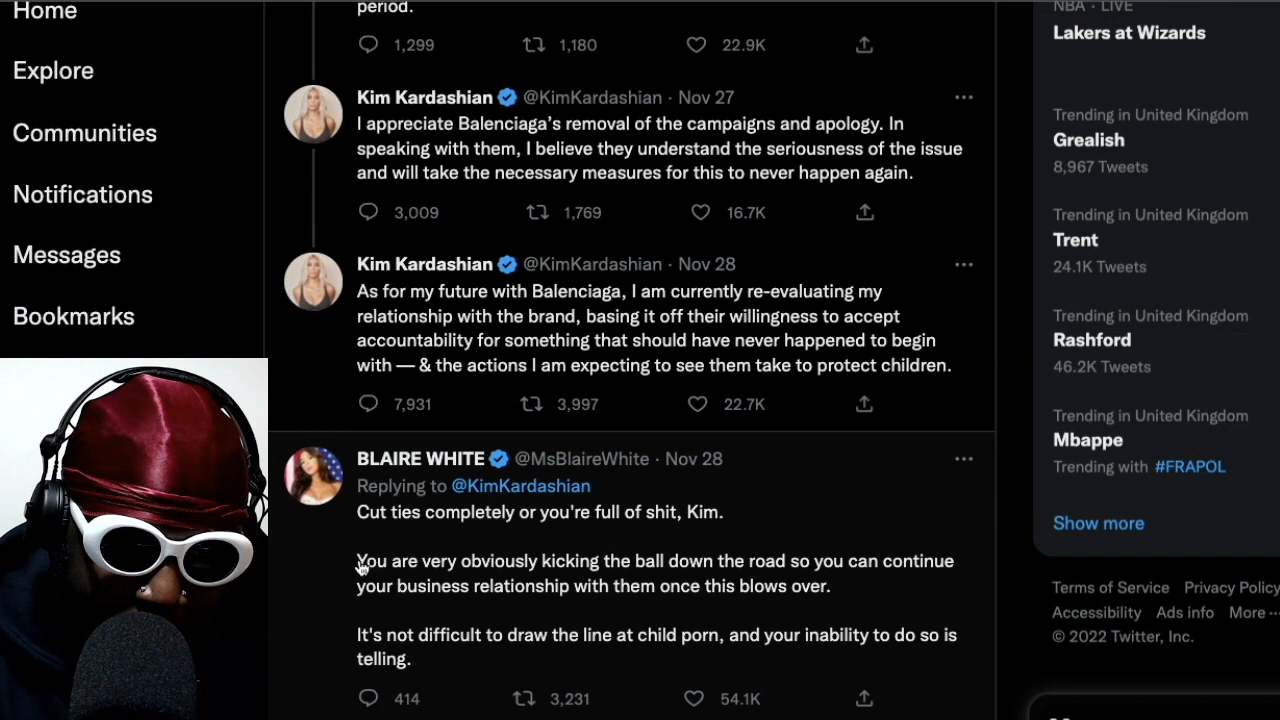 Home
Explore
Communities
Notifications
Messages
Bookmarks
period.
1,299 1,180 22.9K
Kim Kardashian @KimKardashian · Nov 27
I appreciate Balenciaga’s removal of the campaigns and apology. In
speaking with them, I believe they understand the seriousness of the issue
and will take the necessary measures for this to never happen again.
3,009 1,769 16.7K
Kim Kardashian @KimKardashian · Nov 28
As for my future with Balenciaga, I am currently re-evaluating my
relationship with the brand, basing it off their willingness to accept
accountability for something that should have never happened to begin
with — & the actions I am expecting to see them take to protect children.
7,931 3,997 22.7K
BLAIRE WHITE @MsBlaireWhite · Nov 28
Replying to @KimKardashian
Cut ties completely or you're full of shit, Kim.
You are very obviously kicking the ball down the road so you can continue
your business relationship with them once this blows over.
It's not difficult to draw the line at child porn, and your inability to do so is
telling.
414 3,231 54.1K
NBA · LIVE
Lakers at Wizards
Trending in United Kingdom
Grealish
8,967 Tweets
Trending in United Kingdom
Trent
24.1K Tweets
Trending in United Kingdom
Rashford
46.2K Tweets
Trending in United Kingdom
Mbappe
Trending with #FRAPOL
Show more
Terms of Service Privacy Policy
Accessibility Ads info More ···
© 2022 Twitter, Inc.